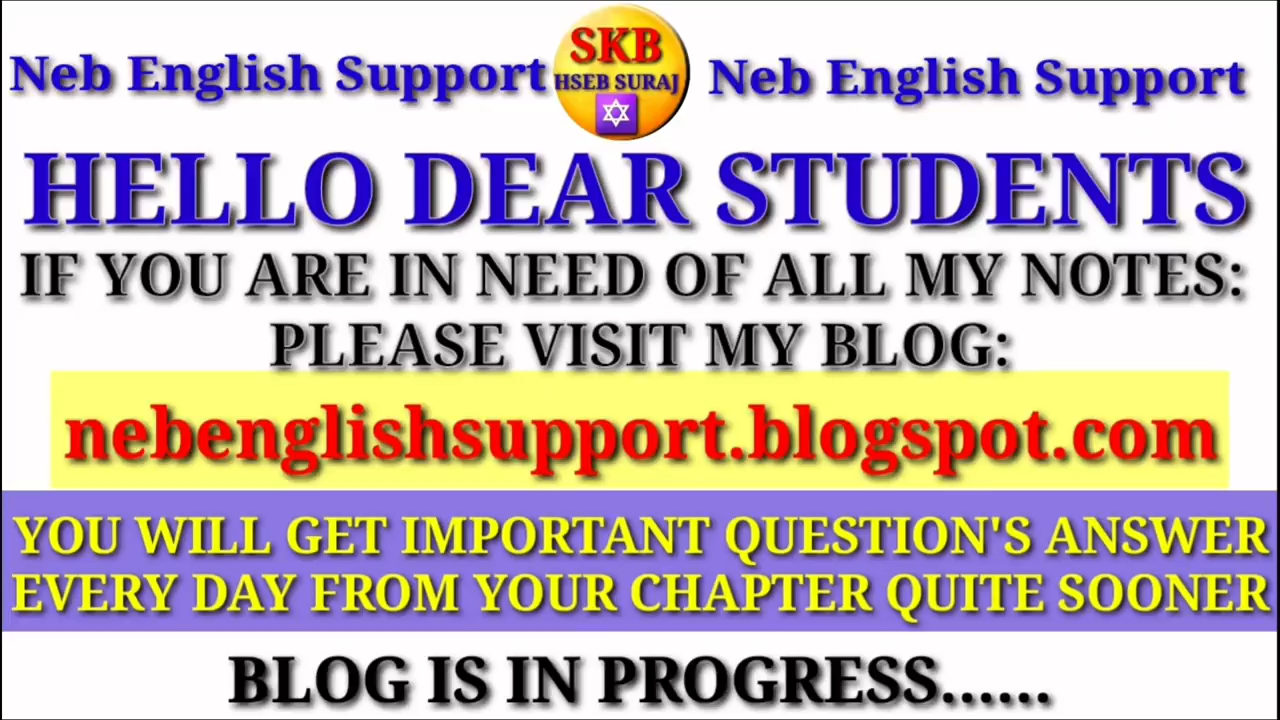 Neb English Support
SKB
HSEB SURAJ
Neb English Support
HELLO DEAR STUDENTS
IF YOU ARE IN NEED OF ALL MY NOTES:
PLEASE VISIT MY BLOG:
nebenglishsupport.blogspot.com
YOU WILL GET IMPORTANT QUESTION'S ANSWER
EVERY DAY FROM YOUR CHAPTER QUITE SOONER
BLOG IS IN PROGRESS......